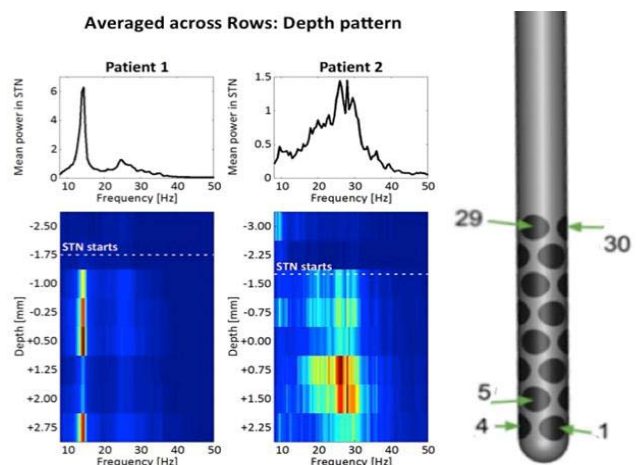 Averaged across Rows: Depth pattern
Patient 1
Mean power in STN
6
4
2
0
10 20 30 40 50
Frequency [Hz]
Depth [mm]
-2.50
-1.75
-1.00
-0.25
+0.50
+1.25
+2.00
+2.75
STN starts
10 20 30 40 50
Frequency [Hz]
Patient 2
Mean power in STN
1.5
1
0.5
0
10 20 30 40 50
Frequency [Hz]
Depth [mm]
-3.00
-2.25
-1.50
-0.75
+0.00
+0.75
+1.50
+2.25
STN starts
10 20 30 40 50
Frequency [Hz]
29
30
5
4
1